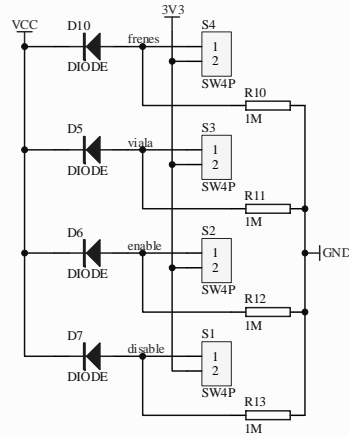 VCC
3V3
D10
frenes
S4
DIODE
1
2
SW4P
R10
1M
D5
viala
S3
DIODE
1
2
SW4P
R11
1M
D6
enable
S2
GND
DIODE
1
2
SW4P
R12
1M
D7
disable
S1
DIODE
1
2
SW4P
R13
1M